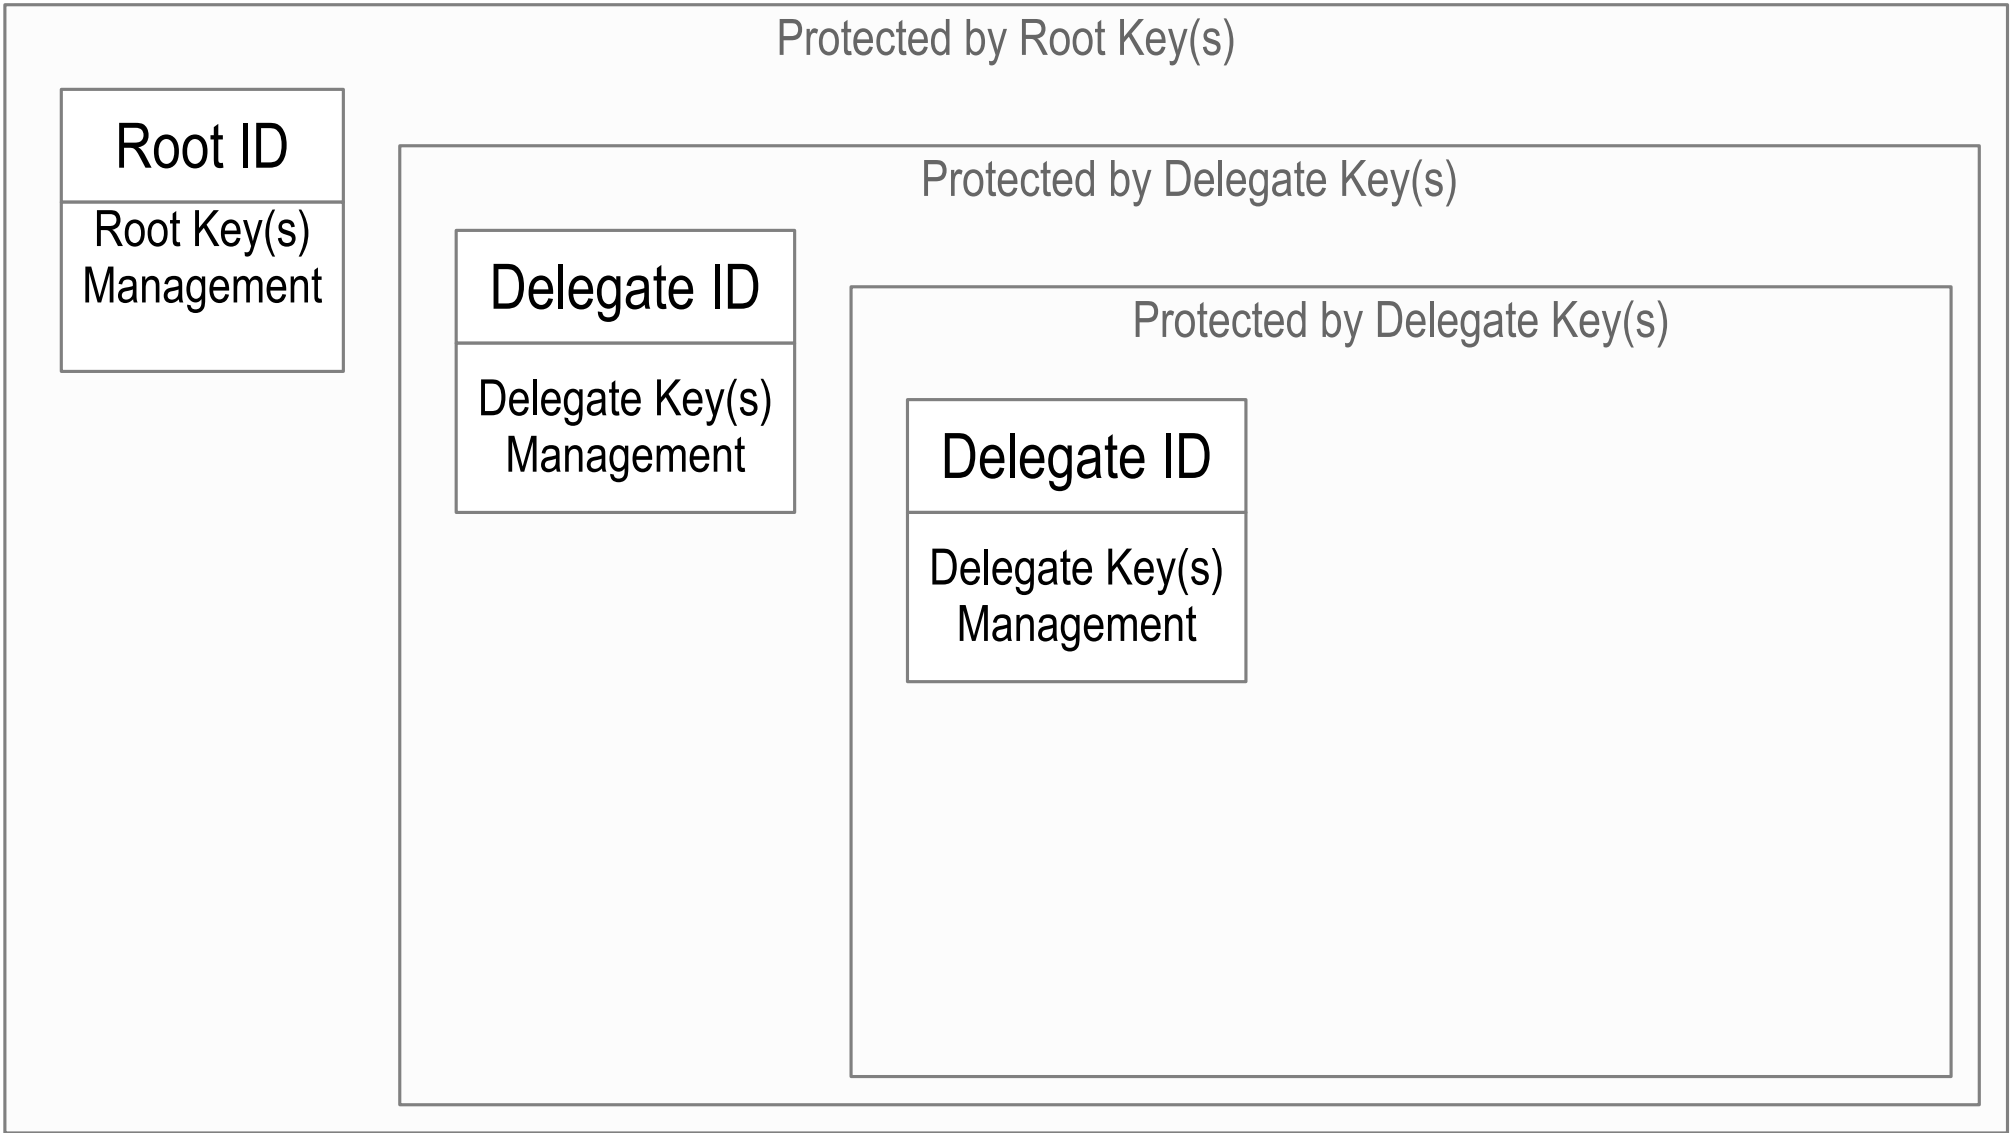 Protected by Root Key(s)
Root ID
Root Key(s)
Management
Protected by Delegate Key(s)
Delegate ID
Delegate Key(s)
Management
Protected by Delegate Key(s)
Delegate ID
Delegate Key(s)
Management